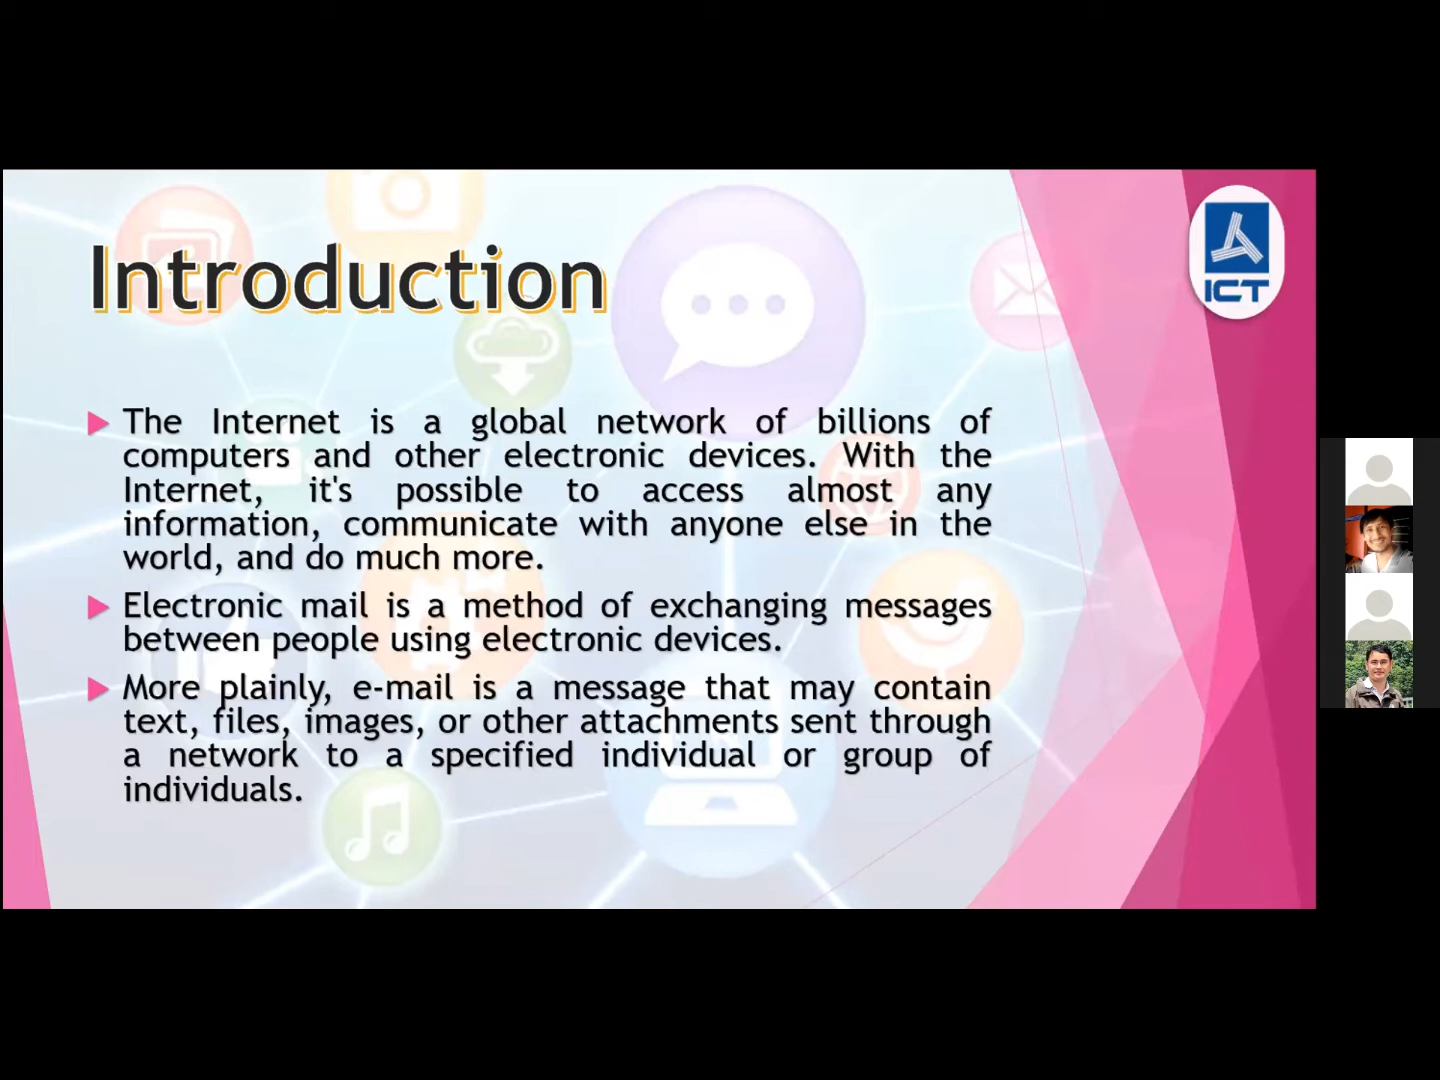 Introduction
ICT
The Internet is a global network of billions of
computers and other electronic devices. With the
Internet, it's possible to access almost any
information, communicate with anyone else in the
world, and do much more.
Electronic mail is a method of exchanging messages
between people using electronic devices.
More plainly, e-mail is a message that may contain
text, files, images, or other attachments sent through
a network to a specified individual or group of
individuals.